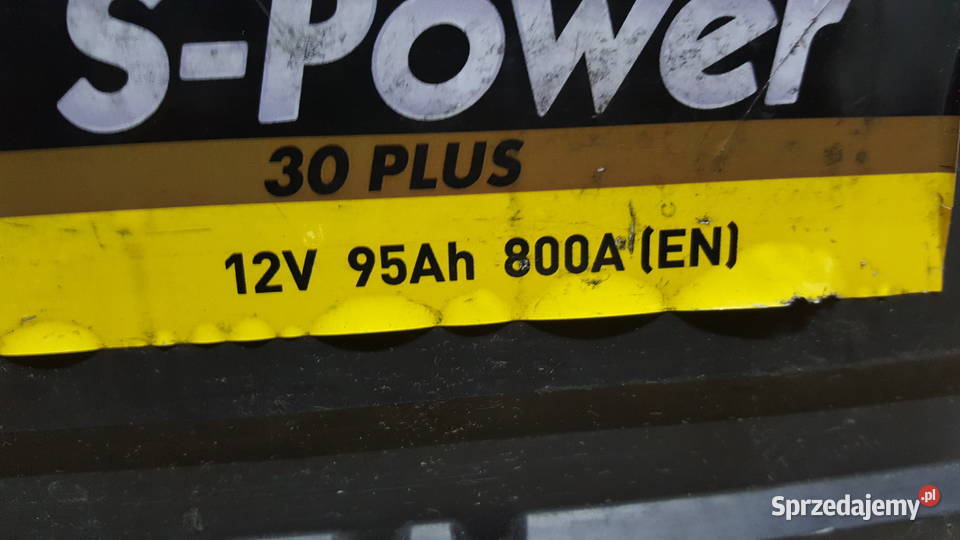 S-Power
30 PLUS
12V 95Ah 800A (EN)
Sprzedajemy.pl